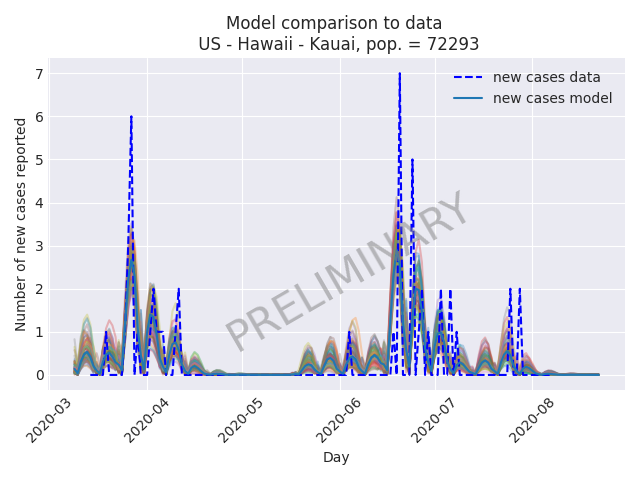 Model comparison to data
US - Hawaii - Kauai, pop. = 72293
new cases data
new cases model
Number of new cases reported
7
6
5
4
3
2
1
0
PRELIMINARY
2020-03
2020-04
2020-05
2020-06
2020-07
2020-08
Day